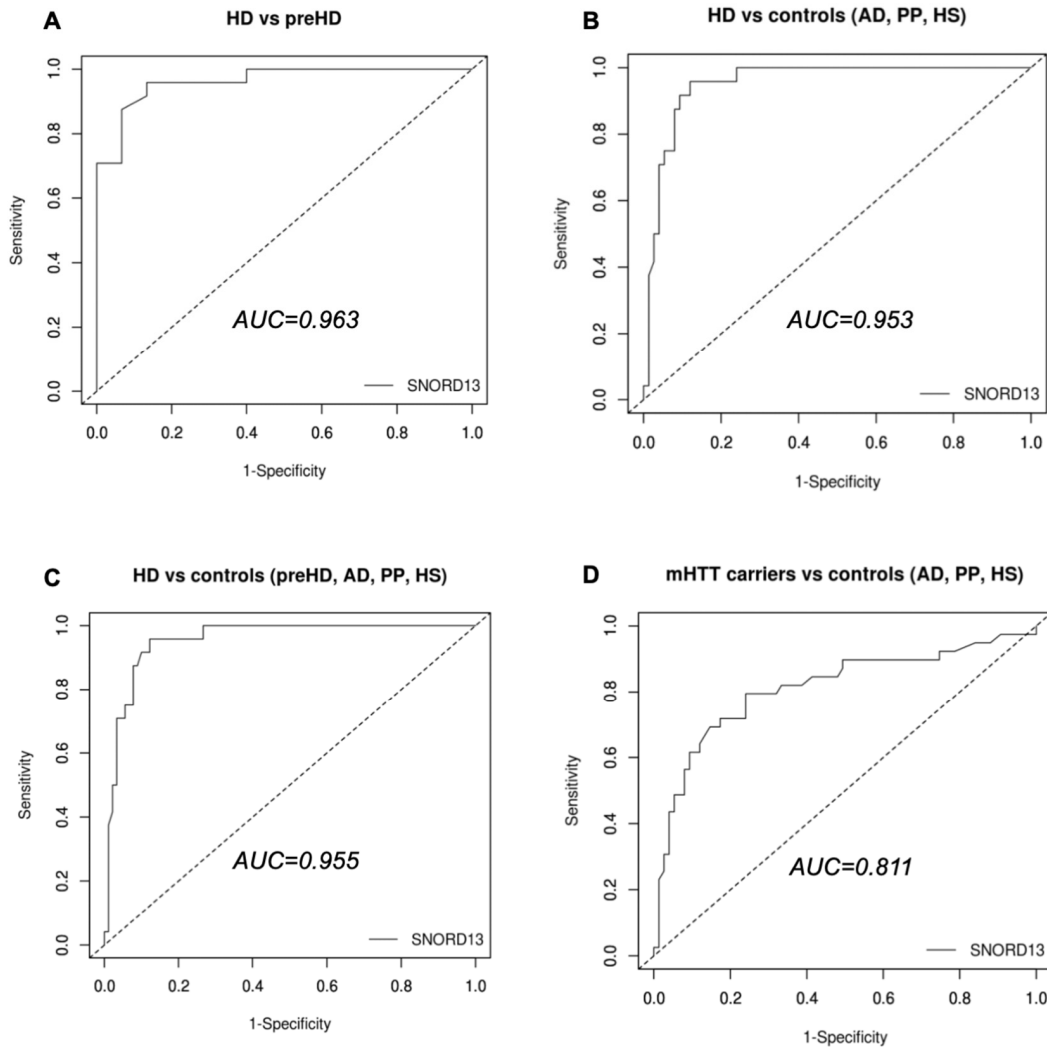 A
HD vs preHD
Sensitivity
0.0 0.2 0.4 0.6 0.8 1.0
AUC=0.963
SNORD13
0.0 0.2 0.4 0.6 0.8 1.0
1-Specificity
B
HD vs controls (AD, PP, HS)
Sensitivity
0.0 0.2 0.4 0.6 0.8 1.0
AUC=0.953
SNORD13
0.0 0.2 0.4 0.6 0.8 1.0
1-Specificity
C
HD vs controls (preHD, AD, PP, HS)
Sensitivity
0.0 0.2 0.4 0.6 0.8 1.0
AUC=0.955
SNORD13
0.0 0.2 0.4 0.6 0.8 1.0
1-Specificity
D
mHTT carriers vs controls (AD, PP, HS)
Sensitivity
0.0 0.2 0.4 0.6 0.8 1.0
AUC=0.811
SNORD13
0.0 0.2 0.4 0.6 0.8 1.0
1-Specificity